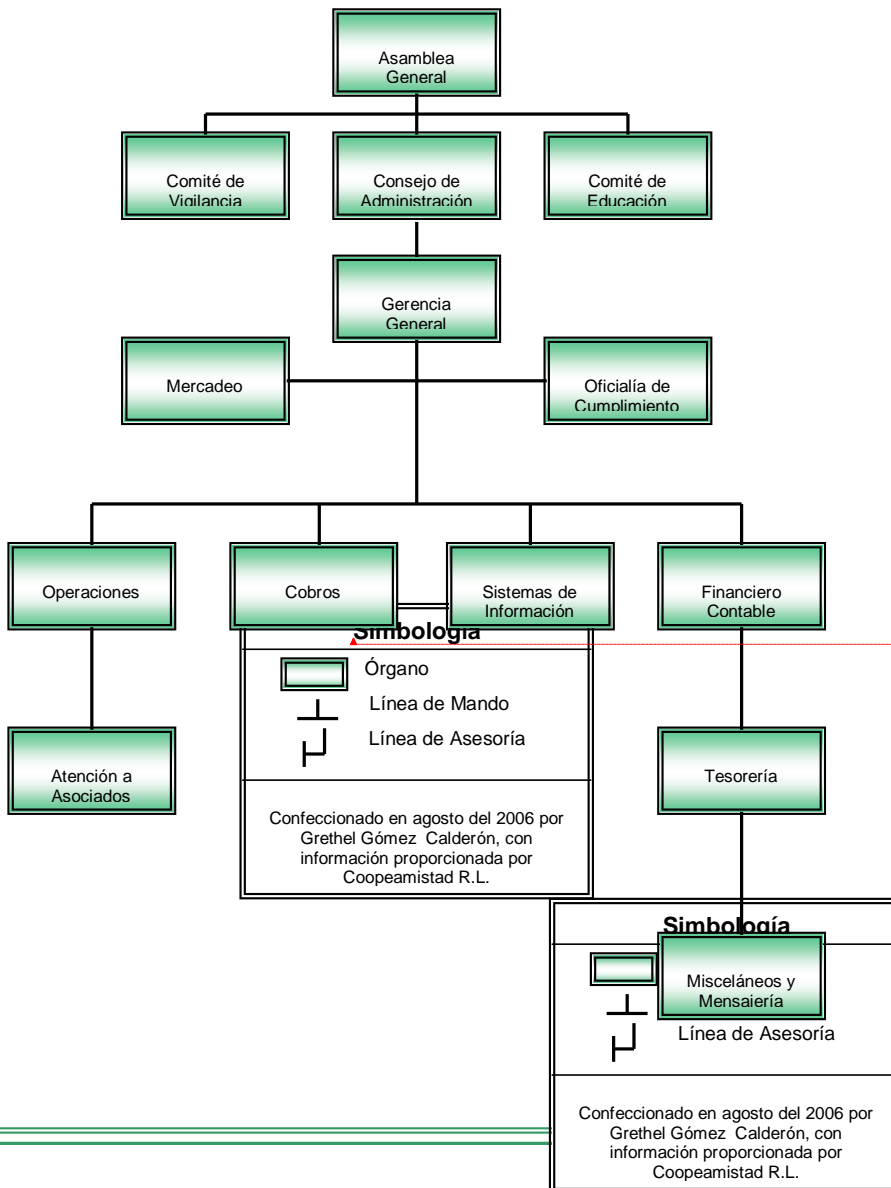 Asamblea
General
Comité de
Vigilancia
Consejo de
Administración
Comité de
Educación
Gerencia
General
Mercadeo
Oficialía de
Cumplimiento
Operaciones
Cobros
Sistemas de
Información
Financiero
Contable
Simbología
Órgano
Línea de Mando
Línea de Asesoría
Atención a
Asociados
Tesorería
Confeccionado en agosto del 2006 por
Grethel Gómez Calderón, con
información proporcionada por
Coopeamistad R.L.
Simbología
Misceláneos y
Mensajería
Línea de Asesoría
Confeccionado en agosto del 2006 por
Grethel Gómez Calderón, con
información proporcionada por
Coopeamistad R.L.